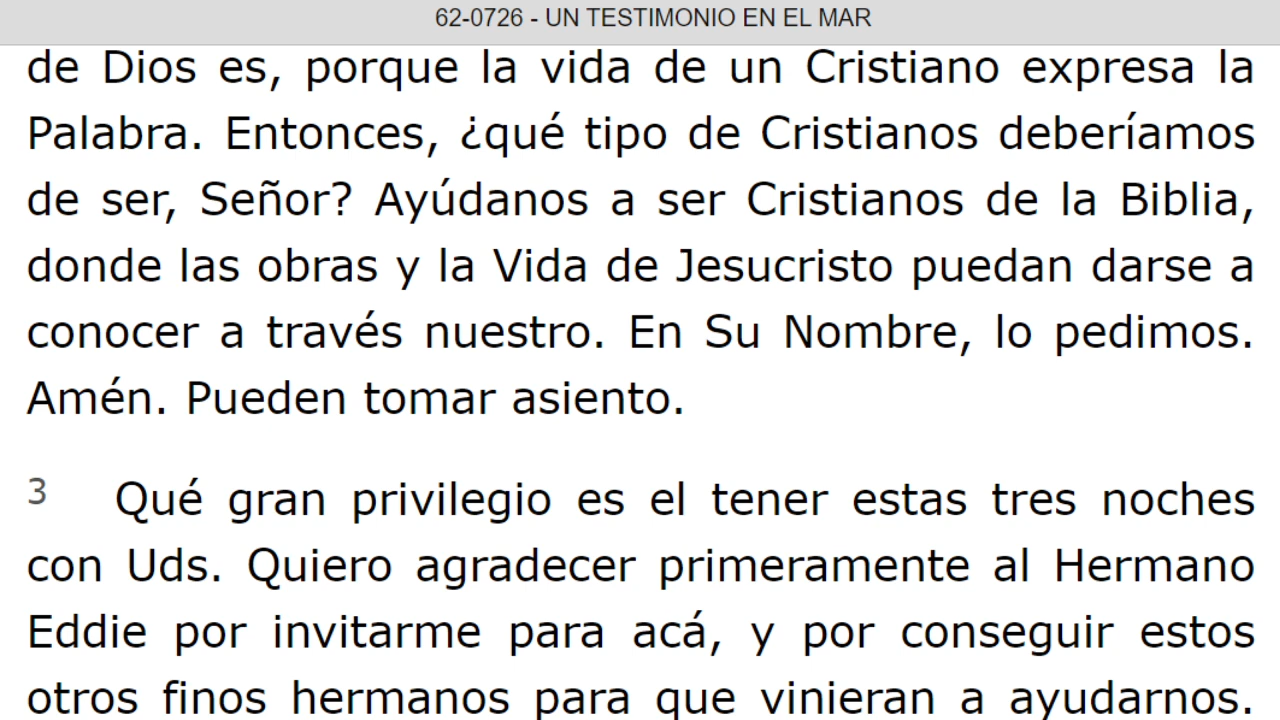 62-0726 - UN TESTIMONIO EN EL MAR
de Dios es, porque la vida de un Cristiano expresa la
Palabra. Entonces, ¿qué tipo de Cristianos deberíamos
de ser, Señor? Ayúdanos a ser Cristianos de la Biblia,
donde las obras y la Vida de Jesucristo puedan darse a
conocer a través nuestro. En Su Nombre, lo pedimos.
Amén. Pueden tomar asiento.
3 Qué gran privilegio es el tener estas tres noches
con Uds. Quiero agradecer primeramente al Hermano
Eddie por invitarme para acá, y por conseguir estos
otros finos hermanos para que vinieran a ayudarnos.